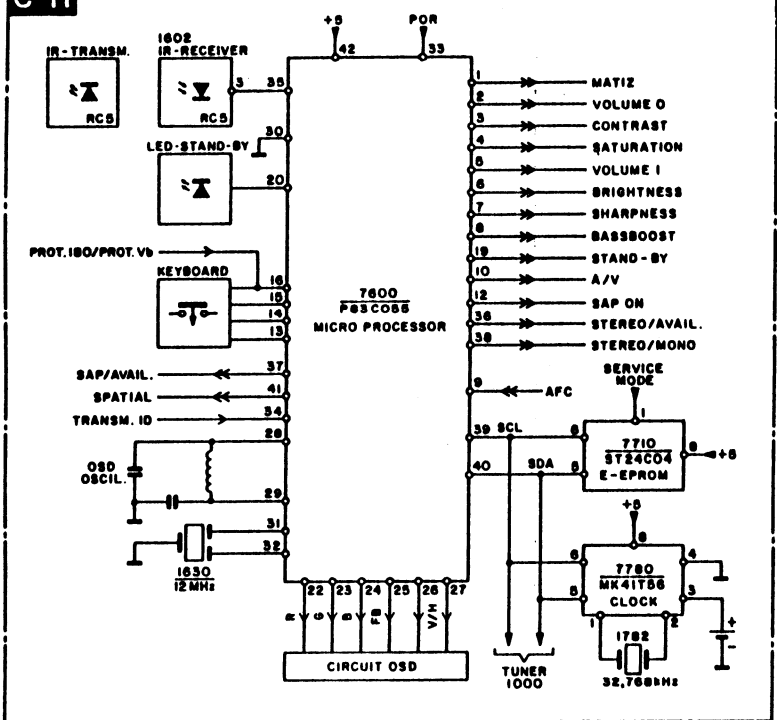 C-11
+5
POR
42
33
IR-TRANSM.
RC5
1602
IR-RECEIVER
RC5
3
35
30
LED-STAND-BY
20
PROT. 180/PROT. Vb
KEYBOARD
16
15
14
13
SAP/AVAIL.
37
SPATIAL
41
TRANSM. ID
34
28
OSD
OSCIL.
29
31
32
1630
12MHz
7600
P83C055
MICRO PROCESSOR
1 MATIZ
2 VOLUME 0
3 CONTRAST
4 SATURATION
5 VOLUME 1
6 BRIGHTNESS
7 SHARPNESS
8 BASSBOOST
19 STAND-BY
10 A/V
12 SAP ON
36 STEREO/AVAIL.
38 STEREO/MONO
9 AFC
SERVICE
MODE
1
39 SCL 6
40 SDA 5
7710
ST24C04
E-EPROM
8 +5
+5
8
6
5
7780
MK41T56
CLOCK
4
3
1
2
+
-
1782
32,768kHz
TUNER
1000
22 23 24 25 26 27
R G B FB V/H
CIRCUIT OSD